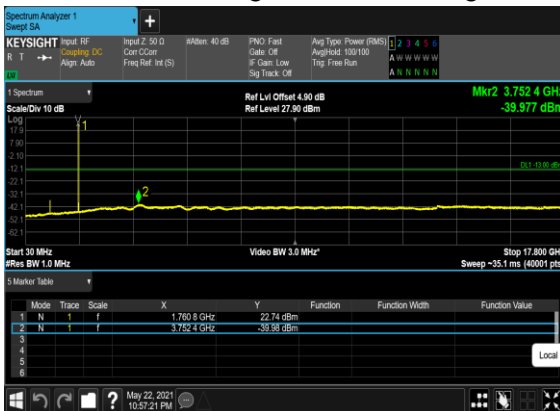 Spectrum Analyzer 1
Swept SA
+
KEYSIGHT Input: RF Input Z: 50 Ω #Atten: 40 dB PNO: Fast Avg Type: Power (RMS) 1 2 3 4 5 6
R T Coupling: DC Corr CCorr Gate: Off Avg|Hold: 100/100 A W W W W W
Align: Auto Freq Ref: Int (S) IF Gain: Low Trig: Free Run
Sig Track: Off A N N N N N
1 Spectrum
Ref Lvl Offset 4.90 dB Mkr2 3.752 4 GHz
Scale/Div 10 dB Ref Level 27.90 dBm -39.977 dBm
Log
17.9
7.90
-2.10
-12.1 DL1 -13.00 dBm
-22.1
-32.1
-42.1
-52.1
-62.1
1
2
Start 30 MHz Video BW 3.0 MHz* Stop 17.800 GHz
#Res BW 1.0 MHz Sweep ~35.1 ms (40001 pts)
5 Marker Table
Mode Trace Scale X Y Function Function Width Function Value
1 N 1 f 1.760 8 GHz 22.74 dBm
2 N 1 f 3.752 4 GHz -39.98 dBm
3
4
5
6
Local
? May 22, 2021
10:57:21 PM